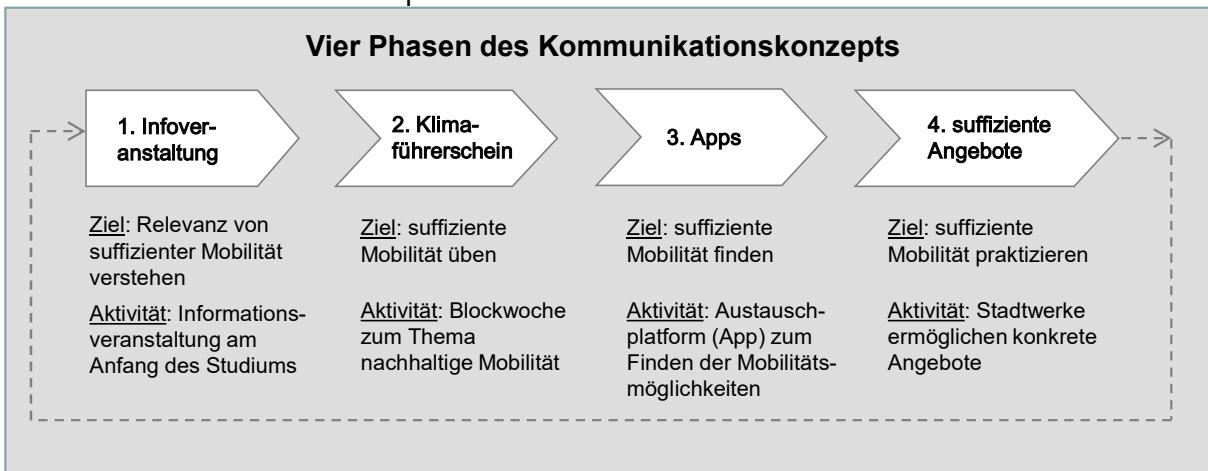 Vier Phasen des Kommunikationskonzepts
1. Infover-
anstaltung
2. Klima-
führerschein
3. Apps
4. suffiziente
Angebote
Ziel: Relevanz von
suffizienter Mobilität
verstehen
Aktivität: Informations-
veranstaltung am
Anfang des Studiums
Ziel: suffiziente
Mobilität üben
Aktivität: Blockwoche
zum Thema
nachhaltige Mobilität
Ziel: suffiziente
Mobilität finden
Aktivität: Austausch-
platform (App) zum
Finden der Mobilitäts-
möglichkeiten
Ziel: suffiziente
Mobilität praktizieren
Aktivität: Stadtwerke
ermöglichen konkrete
Angebote